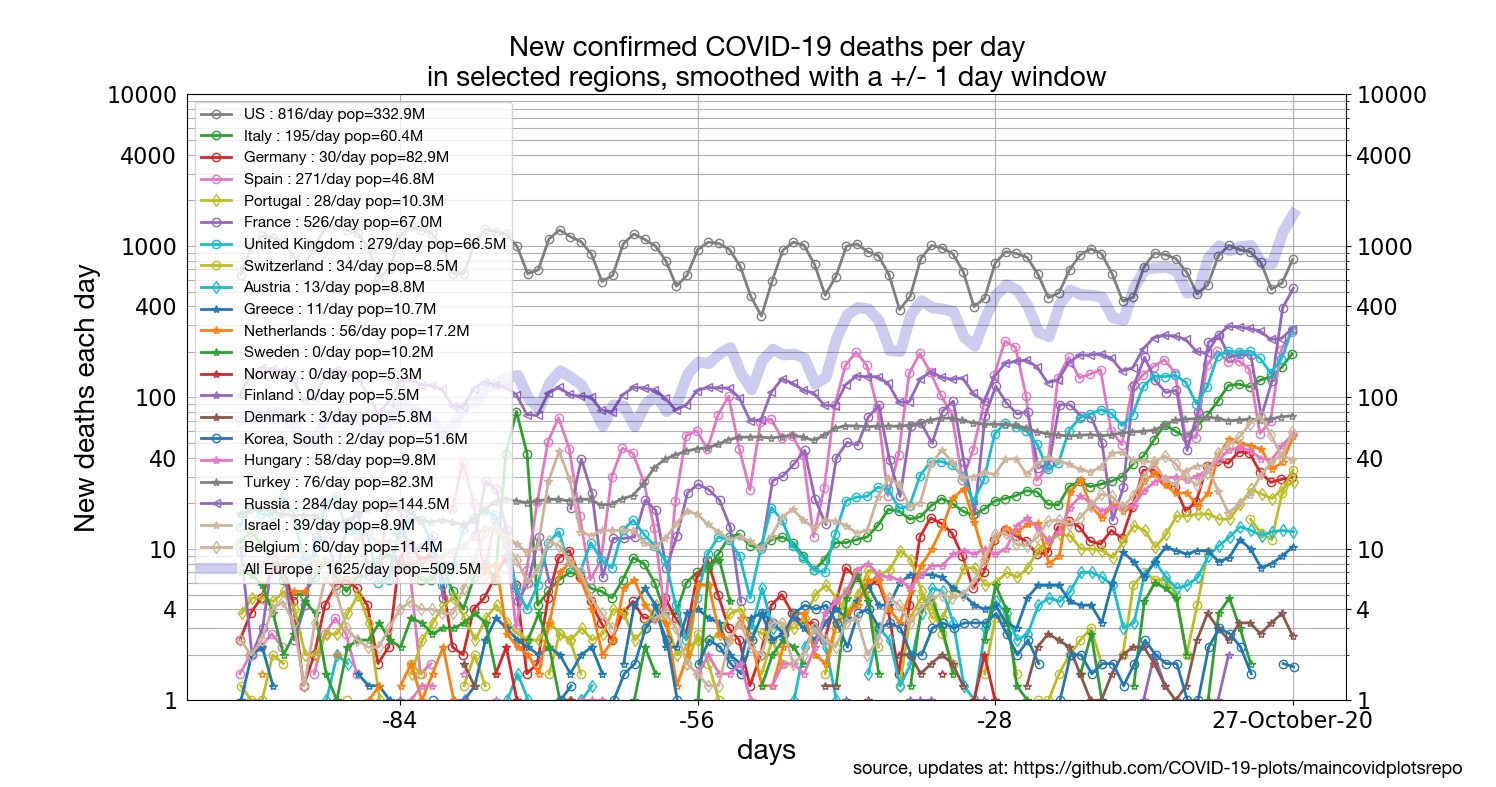 New confirmed COVID-19 deaths per day
in selected regions, smoothed with a +/- 1 day window
New deaths each day
10000
4000
1000
400
100
40
10
4
1
US : 816/day pop=332.9M
Italy : 195/day pop=60.4M
Germany : 30/day pop=82.9M
Spain : 271/day pop=46.8M
Portugal : 28/day pop=10.3M
France : 526/day pop=67.0M
United Kingdom : 279/day pop=66.5M
Switzerland : 34/day pop=8.5M
Austria : 13/day pop=8.8M
Greece : 11/day pop=10.7M
Netherlands : 56/day pop=17.2M
Sweden : 0/day pop=10.2M
Norway : 0/day pop=5.3M
Finland : 0/day pop=5.5M
Denmark : 3/day pop=5.8M
Korea, South : 2/day pop=51.6M
Hungary : 58/day pop=9.8M
Turkey : 76/day pop=82.3M
Russia : 284/day pop=144.5M
Israel : 39/day pop=8.9M
Belgium : 60/day pop=11.4M
All Europe : 1625/day pop=509.5M
10000
4000
1000
400
100
40
10
4
1
-84
-56
-28
27-October-20
days
source, updates at: https://github.com/COVID-19-plots/maincovidplotsrepo